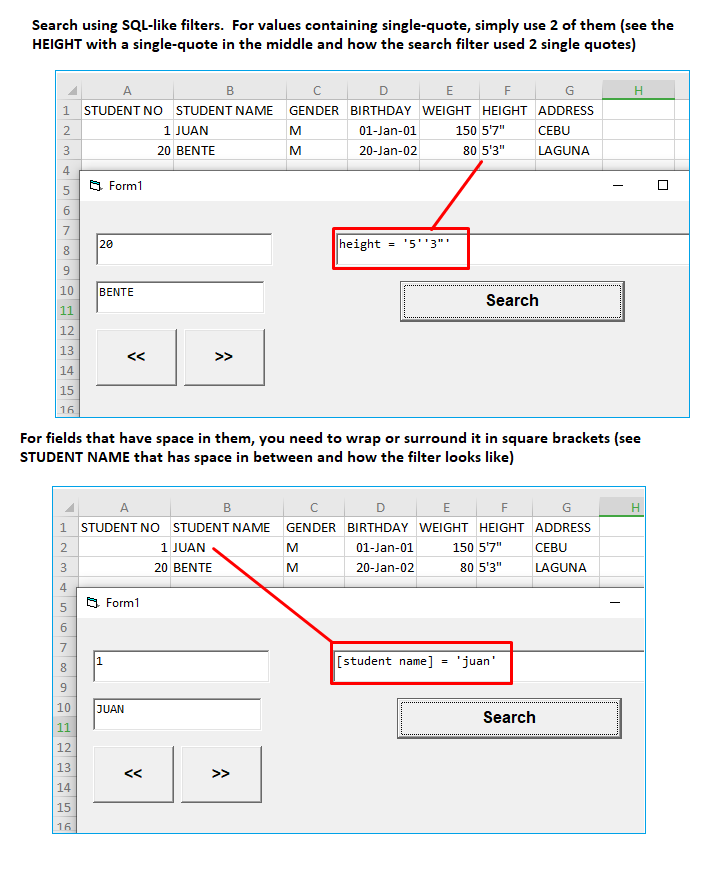 Search using SQL-like filters.  For values containing single-quote, simply use 2 of them (see the
HEIGHT with a single-quote in the middle and how the search filter used 2 single quotes)
A B C D E F G H
1 STUDENT NO STUDENT NAME GENDER BIRTHDAY WEIGHT HEIGHT ADDRESS
2 1 JUAN M 01-Jan-01 150 5'7" CEBU
3 20 BENTE M 20-Jan-02 80 5'3" LAGUNA
4
5 Form1
6
7
8 20 height = '5''3"'
9
10 BENTE Search
11
12
13 << >>
14
15
16
For fields that have space in them, you need to wrap or surround it in square brackets (see
STUDENT NAME that has space in between and how the filter looks like)
A B C D E F G H
1 STUDENT NO STUDENT NAME GENDER BIRTHDAY WEIGHT HEIGHT ADDRESS
2 1 JUAN M 01-Jan-01 150 5'7" CEBU
3 20 BENTE M 20-Jan-02 80 5'3" LAGUNA
4
5 Form1
6
7
8 1 [student name] = 'juan'
9
10 JUAN Search
11
12
13 << >>
14
15
16